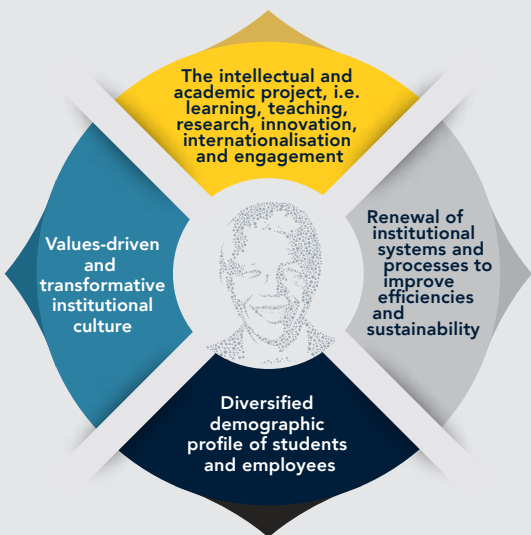 The intellectual and
academic project, i.e.
learning, teaching,
research, innovation,
internationalisation
and engagement
Values-driven
and
transformative
institutional
culture
Renewal of
institutional
systems and
processes to
improve
efficiencies
and
sustainability
Diversified
demographic
profile of students
and employees